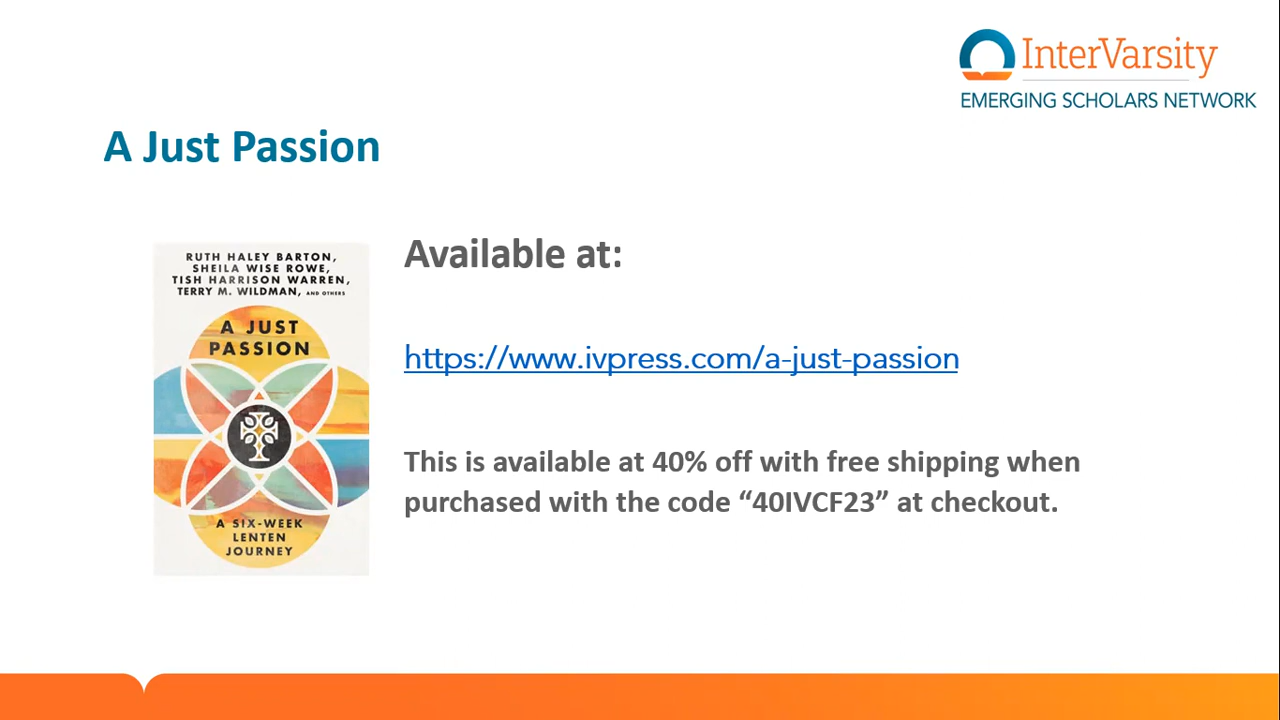 InterVarsity
EMERGING SCHOLARS NETWORK
A Just Passion
RUTH HALEY BARTON,
SHEILA WISE ROWE,
TISH HARRISON WARREN,
TERRY M. WILDMAN, AND OTHERS
A JUST
PASSION
A SIX-WEEK
LENTEN
JOURNEY
Available at:
https://www.ivpress.com/a-just-passion
This is available at 40% off with free shipping when
purchased with the code “40IVCF23” at checkout.